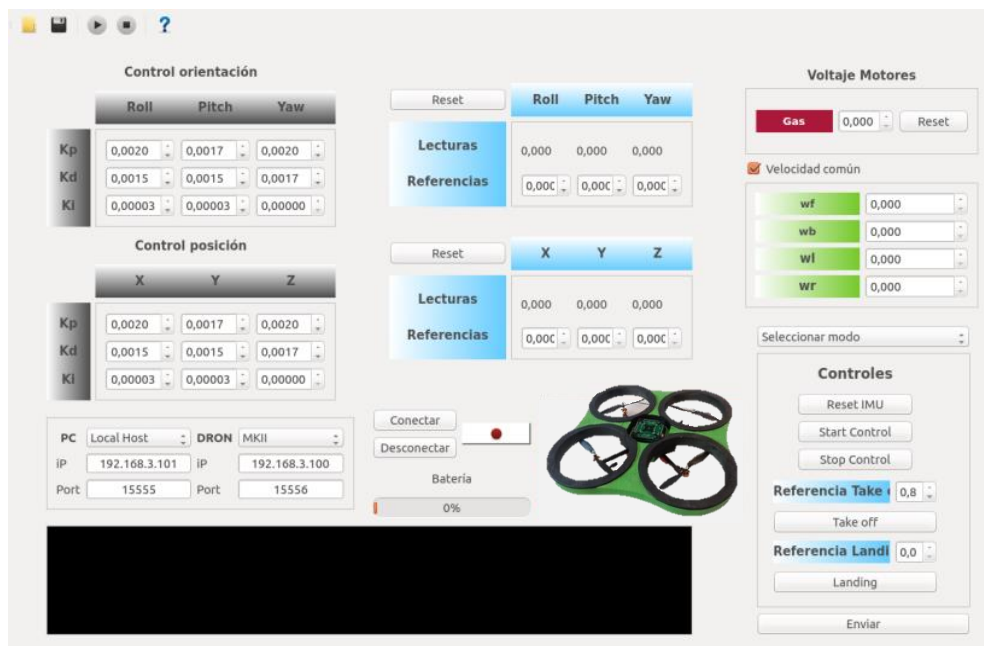 ?
Control orientación
Roll Pitch Yaw
Kp 0,0020 0,0017 0,0020
Kd 0,0015 0,0015 0,0017
Ki 0,00003 0,00003 0,00000
Control posición
X Y Z
Kp 0,0020 0,0017 0,0020
Kd 0,0015 0,0015 0,0017
Ki 0,00003 0,00003 0,00000
PC Local Host DRON MKII
iP 192.168.3.101 iP 192.168.3.100
Port 15555 Port 15556
Reset Roll Pitch Yaw
Lecturas 0,000 0,000 0,000
Referencias 0,000 0,000 0,000
Reset X Y Z
Lecturas 0,000 0,000 0,000
Referencias 0,000 0,000 0,000
Conectar
Desconectar
Batería
0%
Voltaje Motores
Gas 0,000 Reset
Velocidad común
wf 0,000
wb 0,000
wl 0,000
wr 0,000
Seleccionar modo
Controles
Reset IMU
Start Control
Stop Control
Referencia Take 0,8
Take off
Referencia Landi 0,0
Landing
Enviar